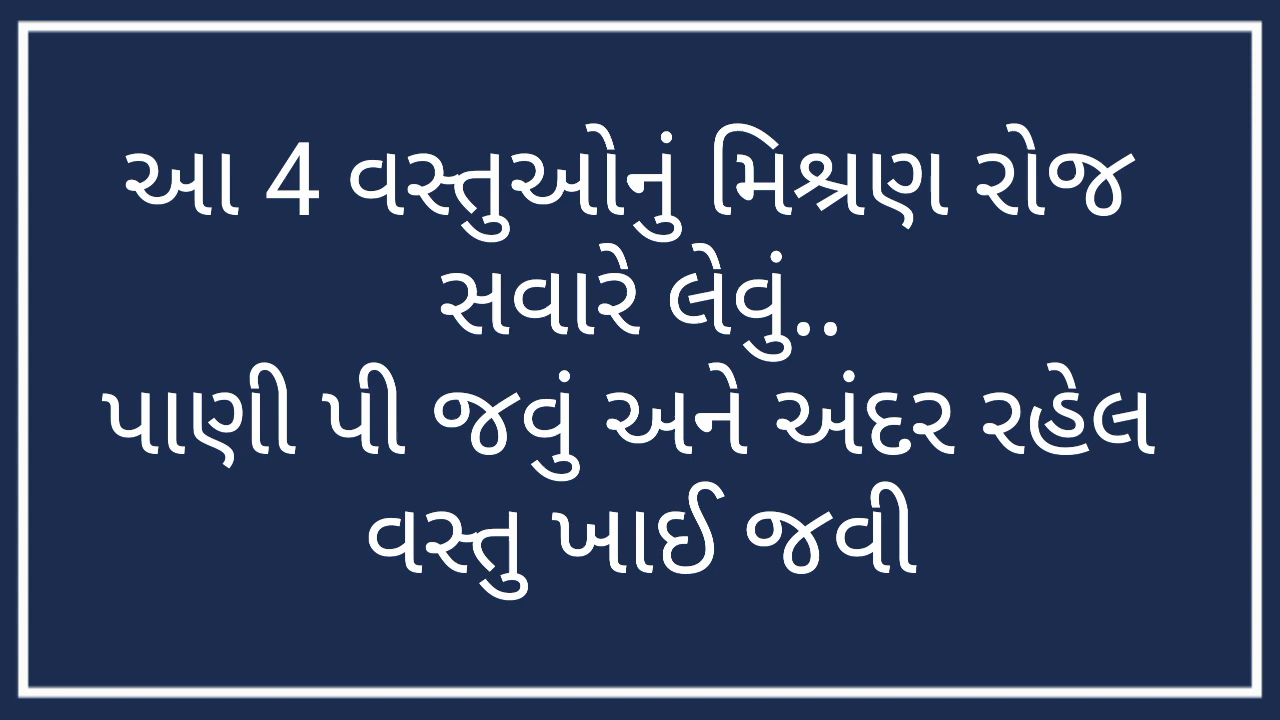 આ 4 વસ્તુઓનું મિશ્રણ રોજ
સવારે લેવું..
પાણી પી જવું અને અંદર રહેલ
વસ્તુ ખાઈ જવી